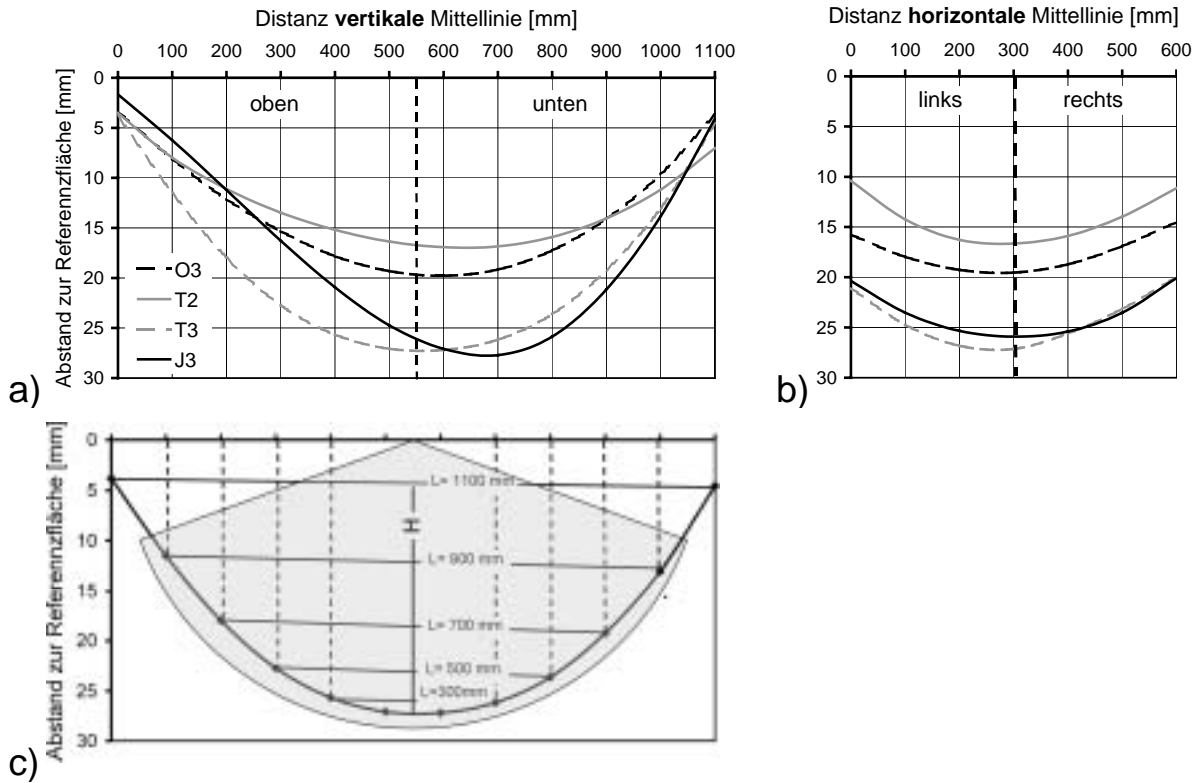 Distanz vertikale Mittellinie [mm]
0 100 200 300 400 500 600 700 800 900 1000 1100
Abstand zur Referennzfläche [mm]
0
5
10
15
20
25
30
oben unten
O3
T2
T3
J3
a)
Distanz horizontale Mittellinie [mm]
0 100 200 300 400 500 600
0
5
10
15
20
25
30
links rechts
b)
Abstand zur Referennzfläche [mm]
0
5
10
15
20
25
30
L= 1100 mm
H
L= 900 mm
L= 700 mm
L= 500 mm
L=300mm
c)